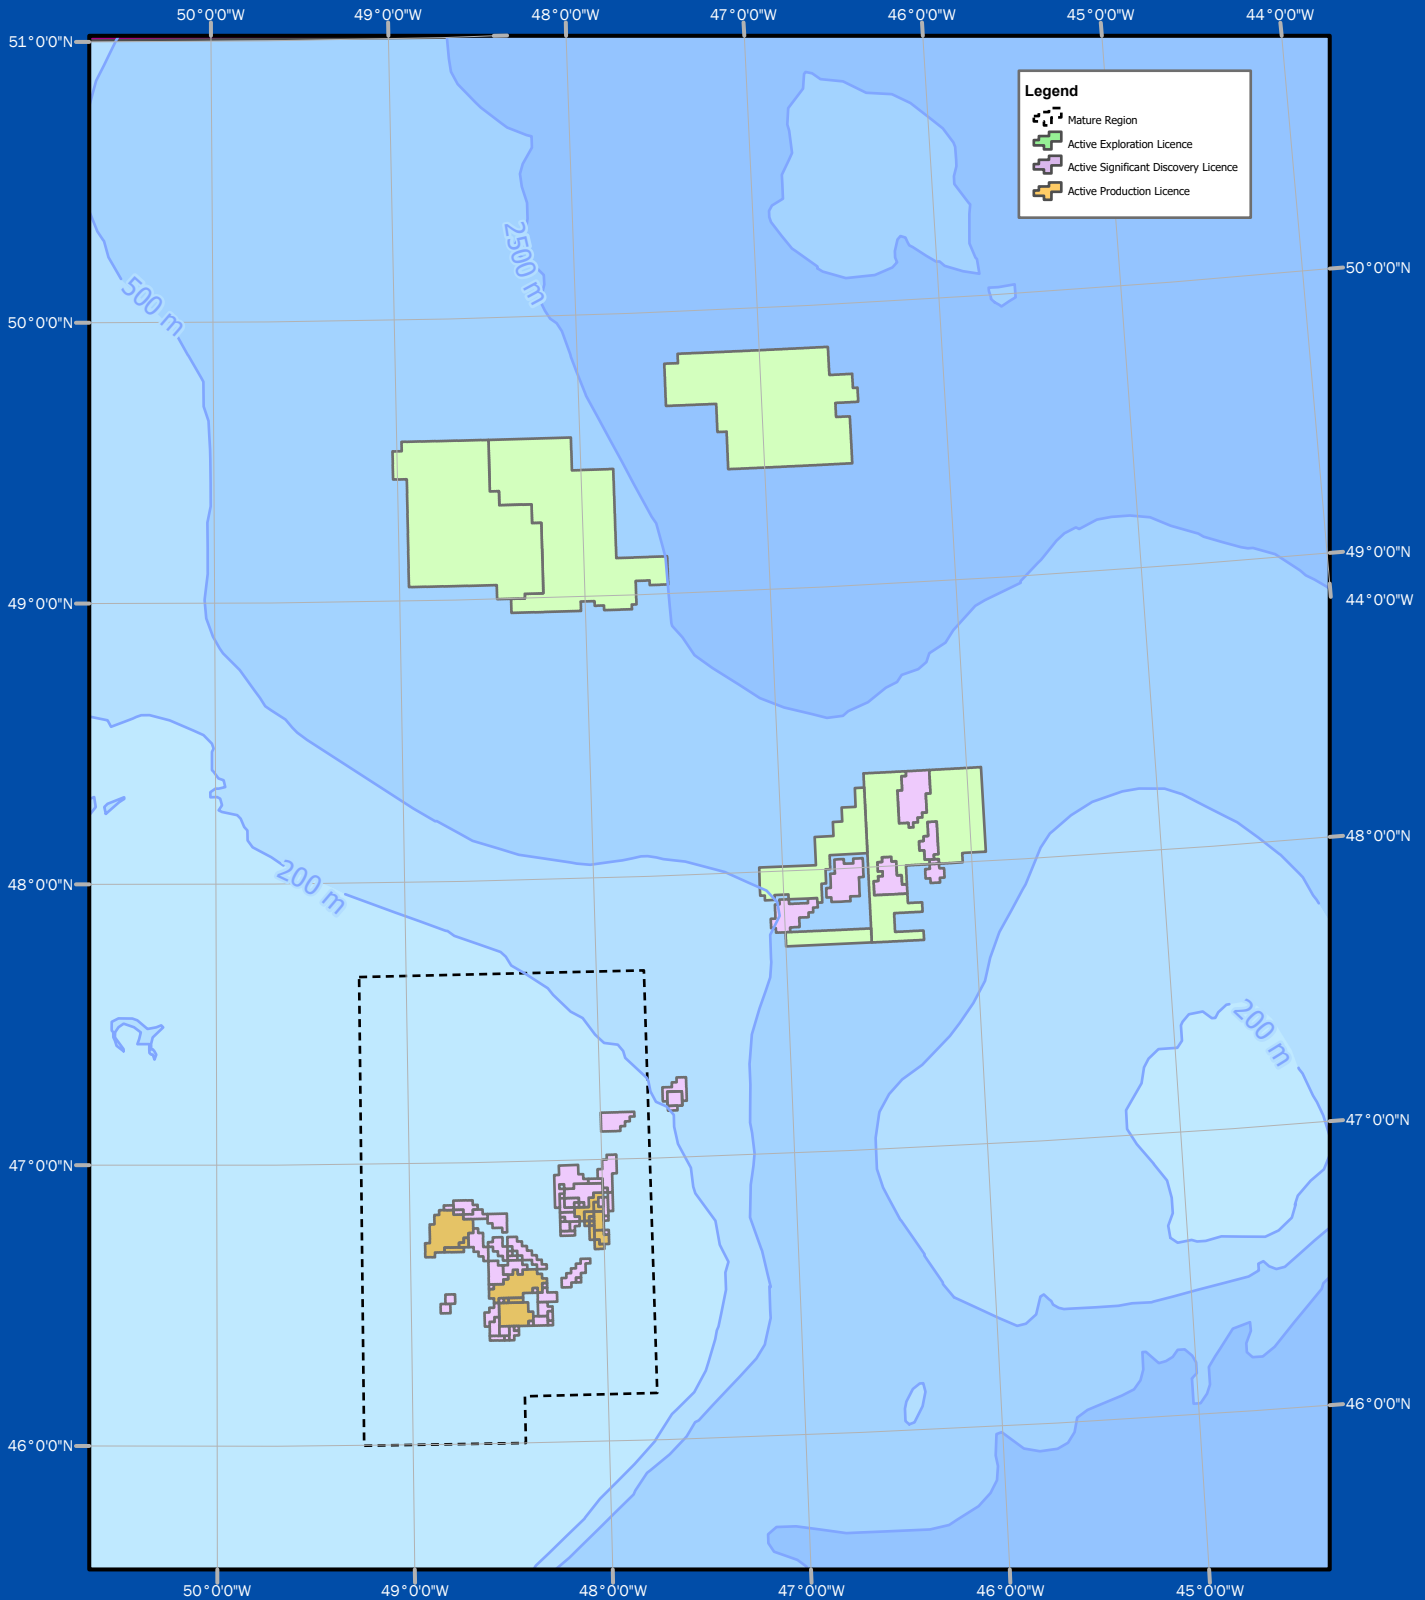 50°0'0"W 49°0'0"W 48°0'0"W 47°0'0"W 46°0'0"W 45°0'0"W 44°0'0"W
51°0'0"N
Legend
Mature Region
Active Exploration Licence
Active Significant Discovery Licence
Active Production Licence
2500 m
50°0'0"N
500 m
50°0'0"N
49°0'0"N
49°0'0"N
44°0'0"W
48°0'0"N
48°0'0"N
200 m
200 m
47°0'0"N
47°0'0"N
46°0'0"N
46°0'0"N
50°0'0"W 49°0'0"W 48°0'0"W 47°0'0"W 46°0'0"W 45°0'0"W